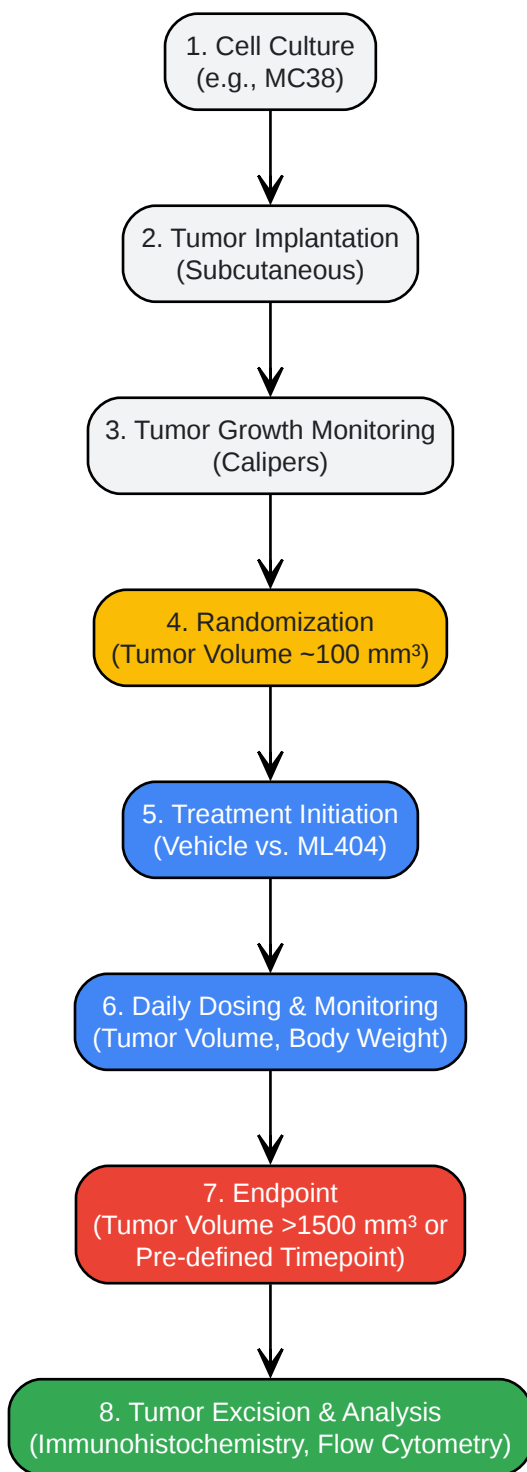 1. Cell Culture
(e.g., MC38)
2. Tumor Implantation
(Subcutaneous)
3. Tumor Growth Monitoring
(Calipers)
4. Randomization
(Tumor Volume ~100 mm³)
5. Treatment Initiation
(Vehicle vs. ML404)
6. Daily Dosing & Monitoring
(Tumor Volume, Body Weight)
7. Endpoint
(Tumor Volume >1500 mm³ or
Pre-defined Timepoint)
8. Tumor Excision & Analysis
(Immunohistochemistry, Flow Cytometry)